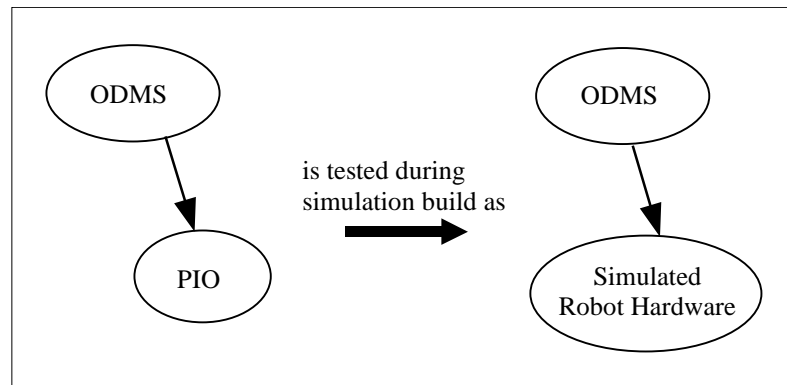 ODMS
PIO
is tested during
simulation build as
ODMS
Simulated
Robot Hardware